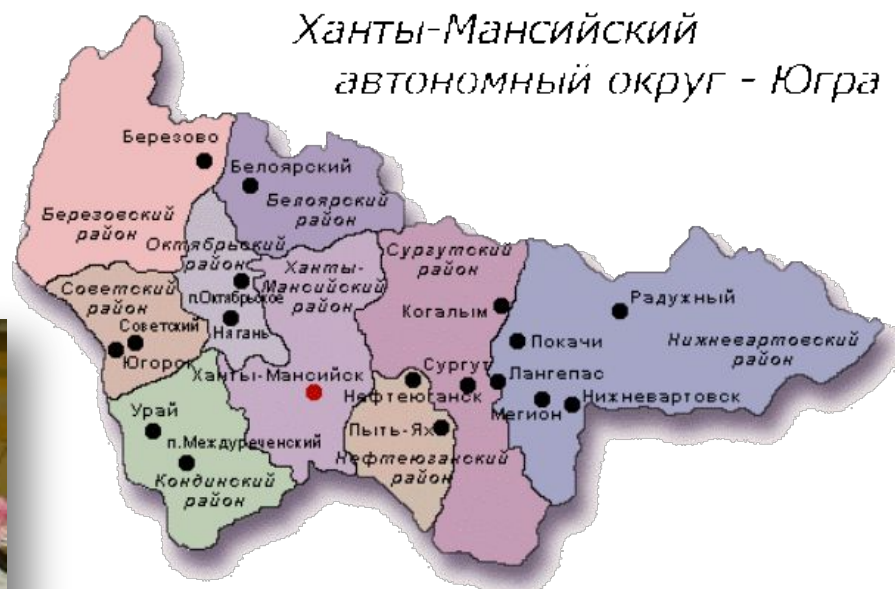 Ханты-Мансийский
автономный округ - Югра
Березово
Белоярский
Березовский
район
Белоярский
район
Октябрьский
район
Ханты-
Мансийский
район
Сургутский
район
Советский
район
п.Октябрьское
Когалым
Радужный
Советский
Нягань
Покачи
Нижневартовский
район
Югорск
Ханты-Мансийск
Сургут
Лангепас
Нефтеюганск
Мегион
Нижневартовск
Урай
Пыть-Ях
п.Междуреченский
Нефтеюганский
район
Кондинский
район